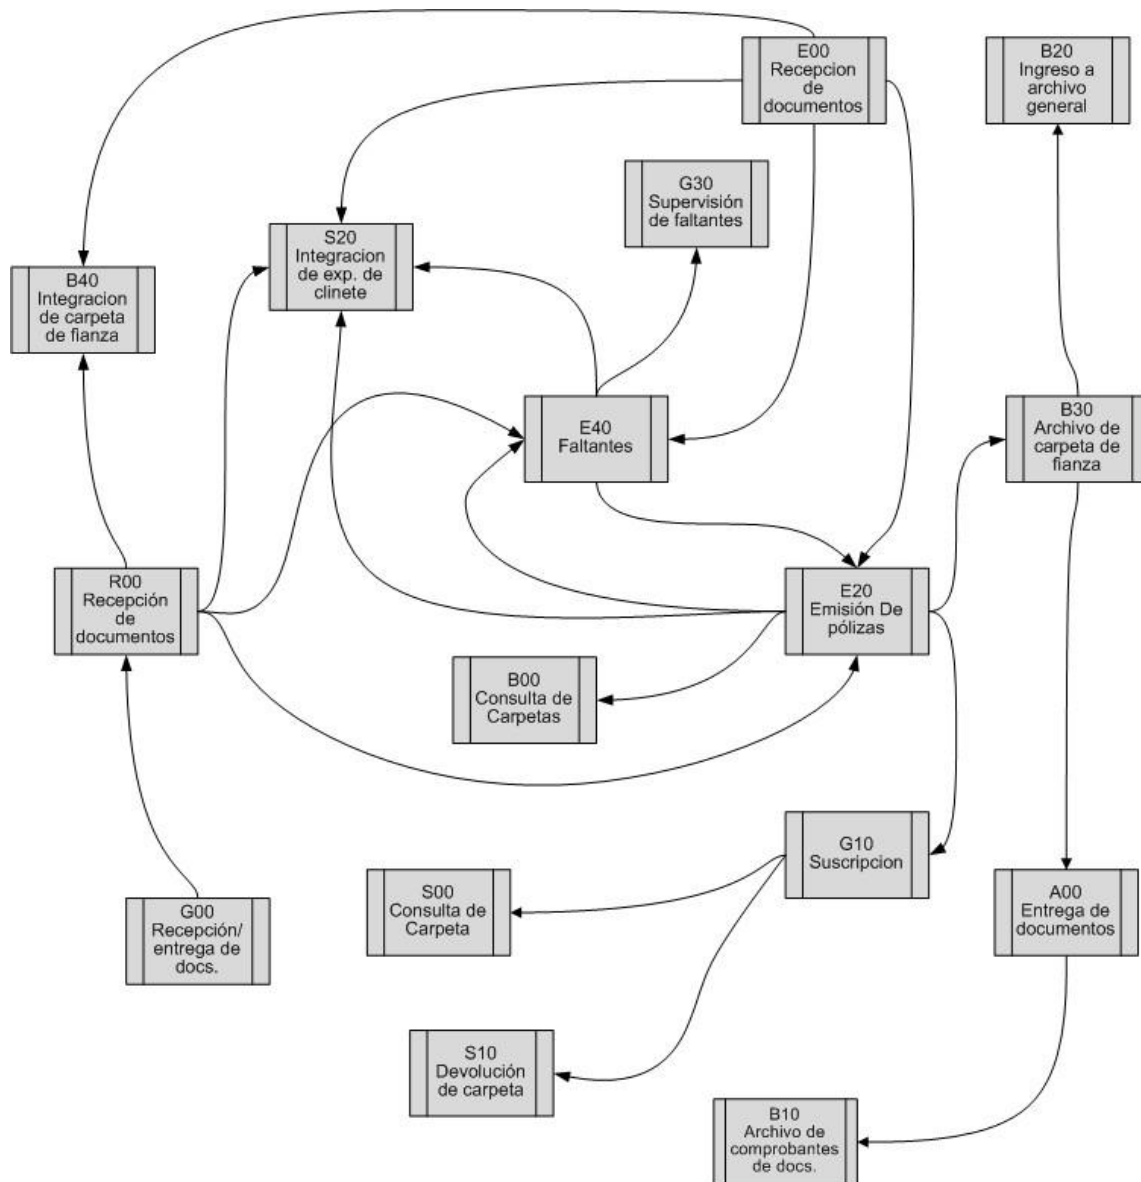 E00
Recepcion
de
documentos
B20
Ingreso a
archivo
general
G30
Supervisión
de faltantes
S20
Integracion
de exp. de
clinete
B40
Integracion
de carpeta
de fianza
E40
Faltantes
B30
Archivo de
carpeta de
fianza
R00
Recepción
de
documentos
E20
Emisión De
pólizas
B00
Consulta de
Carpetas
G10
Suscripcion
S00
Consulta de
Carpeta
A00
Entrega de
documentos
G00
Recepción/
entrega de
docs.
S10
Devolución
de carpeta
B10
Archivo de
comprobantes
de docs.